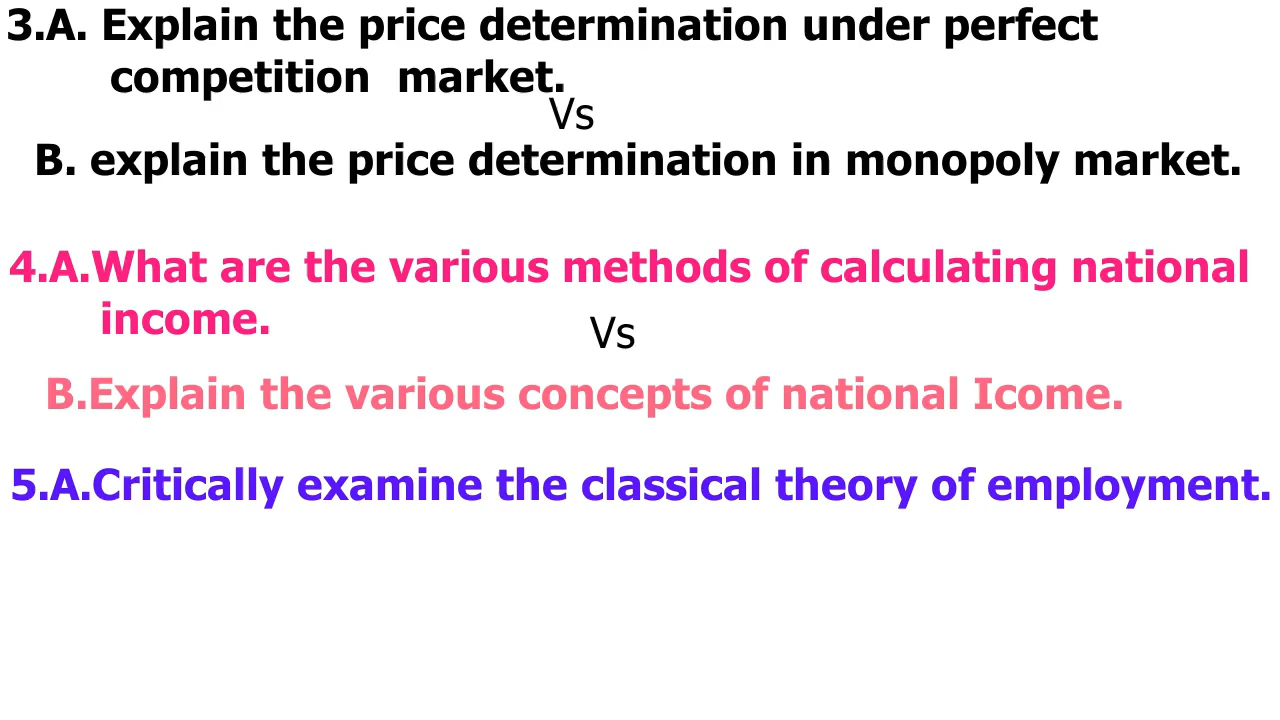 3.A. Explain the price determination under perfect
competition  market.
Vs
B. explain the price determination in monopoly market.
4.A.What are the various methods of calculating national
income.
Vs
B.Explain the various concepts of national Icome.
5.A.Critically examine the classical theory of employment.